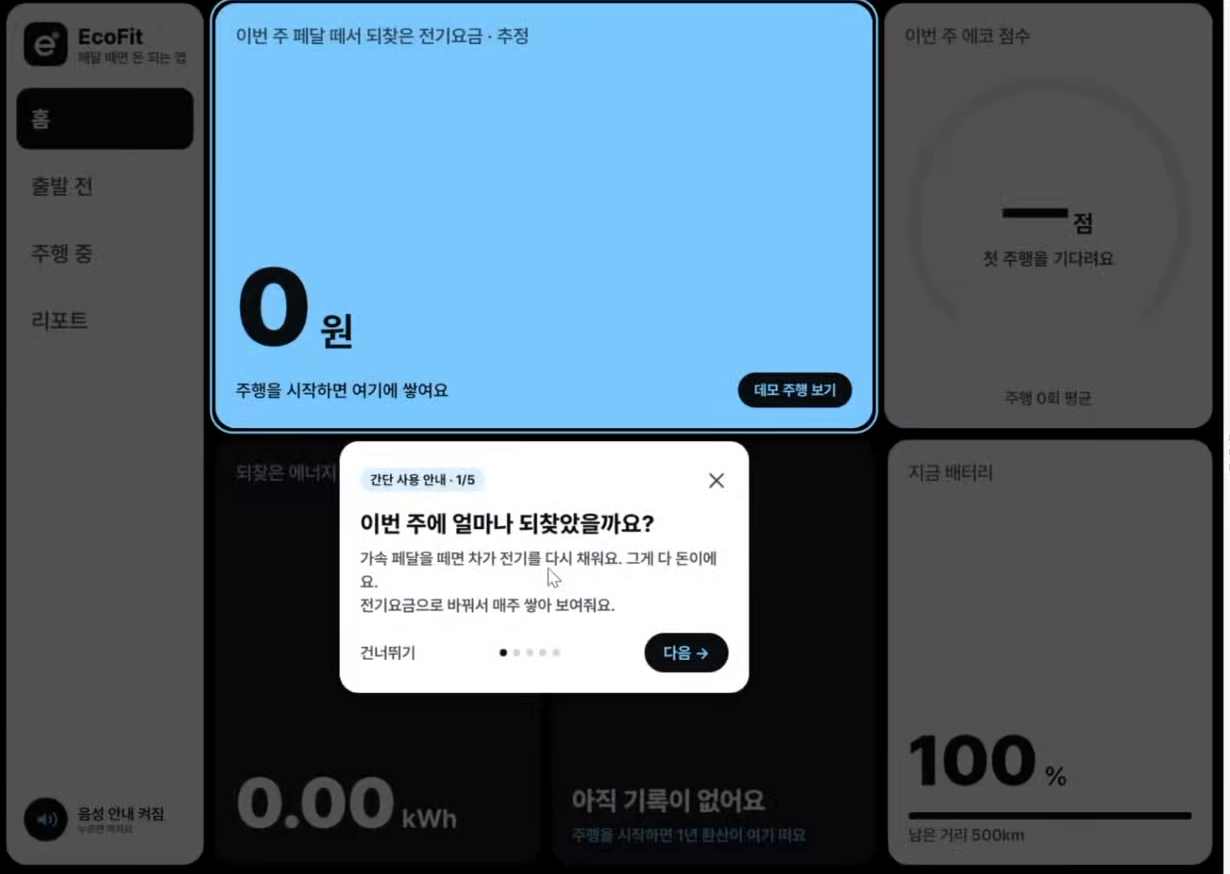 EcoFit
페달 떼면 돈 되는 앱
홈
출발 전
주행 중
리포트
음성 안내 켜짐
누르면 꺼져요
이번 주 페달 떼서 되찾은 전기요금 · 추정
0 원
주행을 시작하면 여기에 쌓여요
데모 주행 보기
이번 주 에코 점수
점
첫 주행을 기다려요
주행 0회 평균
되찾은 에너지
0.00 kWh
간단 사용 안내 · 1/5
이번 주에 얼마나 되찾았을까요?
가속 페달을 떼면 차가 전기를 다시 채워요. 그게 다 돈이에
요.
전기요금으로 바꿔서 매주 쌓아 보여줘요.
건너뛰기
다음 →
아직 기록이 없어요
주행을 시작하면 1년 환산이 여기 떠요
지금 배터리
100 %
남은 거리 500km